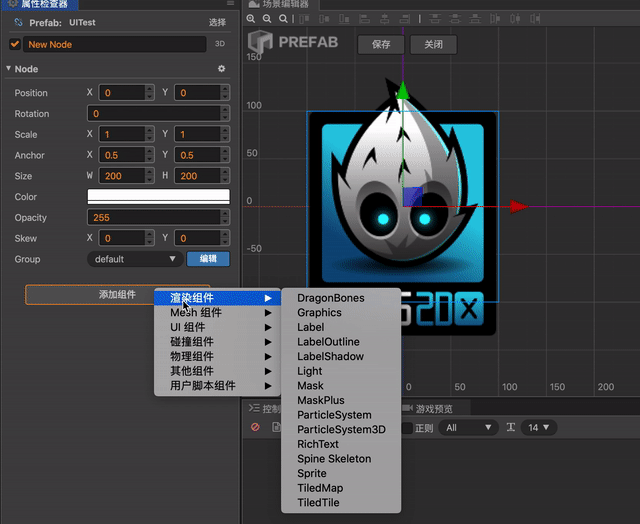 属性检查器
场景编辑器
Prefab: UITest
选择
New Node
3D
PREFAB
保存
关闭
Node
Position X 0 Y 0
Rotation 0
Scale X 1 Y 1
Anchor X 0.5 Y 0.5
Size W 200 H 200
Color
Opacity 255
Skew X 0 Y 0
Group default 编辑
添加组件
渲染组件
Mesh 组件
UI 组件
碰撞组件
物理组件
其他组件
用户脚本组件
DragonBones
Graphics
Label
LabelOutline
LabelShadow
Light
Mask
MaskPlus
ParticleSystem
ParticleSystem3D
RichText
Spine Skeleton
Sprite
TiledMap
TiledTile
150
100
50
0
-50
2DX
0 50 100 150 200
控制
游戏预览
正则 All 14